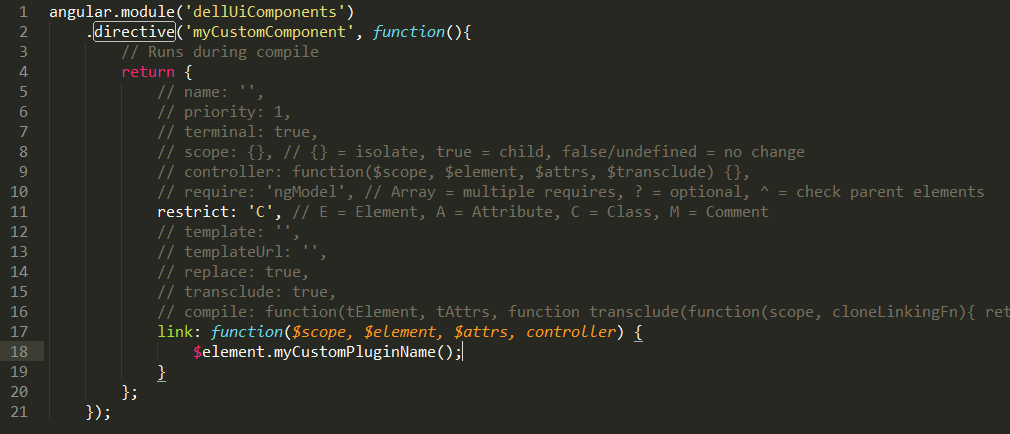 1 angular.module('dellUiComponents')
2     .directive('myCustomComponent', function(){
3         // Runs during compile
4         return {
5             // name: '',
6             // priority: 1,
7             // terminal: true,
8             // scope: {}, // {} = isolate, true = child, false/undefined = no change
9             // controller: function($scope, $element, $attrs, $transclude) {},
10             // require: 'ngModel', // Array = multiple requires, ? = optional, ^ = check parent elements
11             restrict: 'C', // E = Element, A = Attribute, C = Class, M = Comment
12             // template: '',
13             // templateUrl: '',
14             // replace: true,
15             // transclude: true,
16             // compile: function(tElement, tAttrs, function transclude(function(scope, cloneLinkingFn){ ret
17             link: function($scope, $element, $attrs, controller) {
18                 $element.myCustomPluginName();
19             }
20         };
21     });